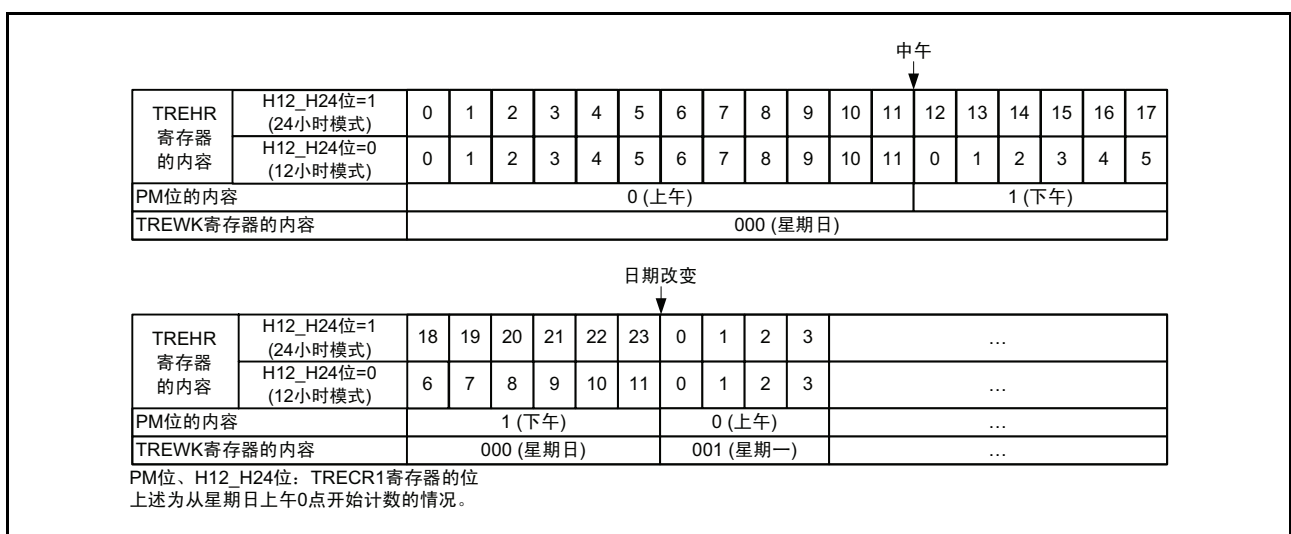 中午
TREHR
寄存器
的内容
H12_H24位=1
(24小时模式)
0 1 2 3 4 5 6 7 8 9 10 11 12 13 14 15 16 17
H12_H24位=0
(12小时模式)
0 1 2 3 4 5 6 7 8 9 10 11 0 1 2 3 4 5
PM位的内容 0 (上午) 1 (下午)
TREWK寄存器的内容 000 (星期日)
日期改变
TREHR
寄存器
的内容
H12_H24位=1
(24小时模式)
18 19 20 21 22 23 0 1 2 3 …
H12_H24位=0
(12小时模式)
6 7 8 9 10 11 0 1 2 3 …
PM位的内容 1 (下午) 0 (上午) …
TREWK寄存器的内容 000 (星期日) 001 (星期一) …
PM位、H12_H24位：TRECR1寄存器的位
上述为从星期日上午0点开始计数的情况。